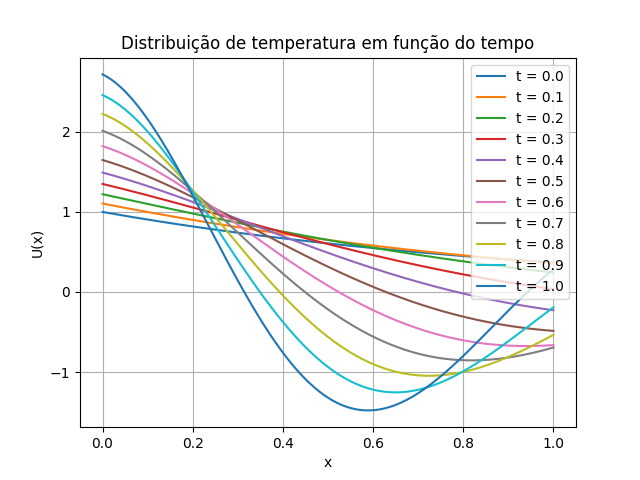 Distribuição de temperatura em função do tempo
t = 0.0
t = 0.1
t = 0.2
t = 0.3
t = 0.4
t = 0.5
t = 0.6
t = 0.7
t = 0.8
t = 0.9
t = 1.0
U(x)
2
1
0
−1
0.0 0.2 0.4 0.6 0.8 1.0
x